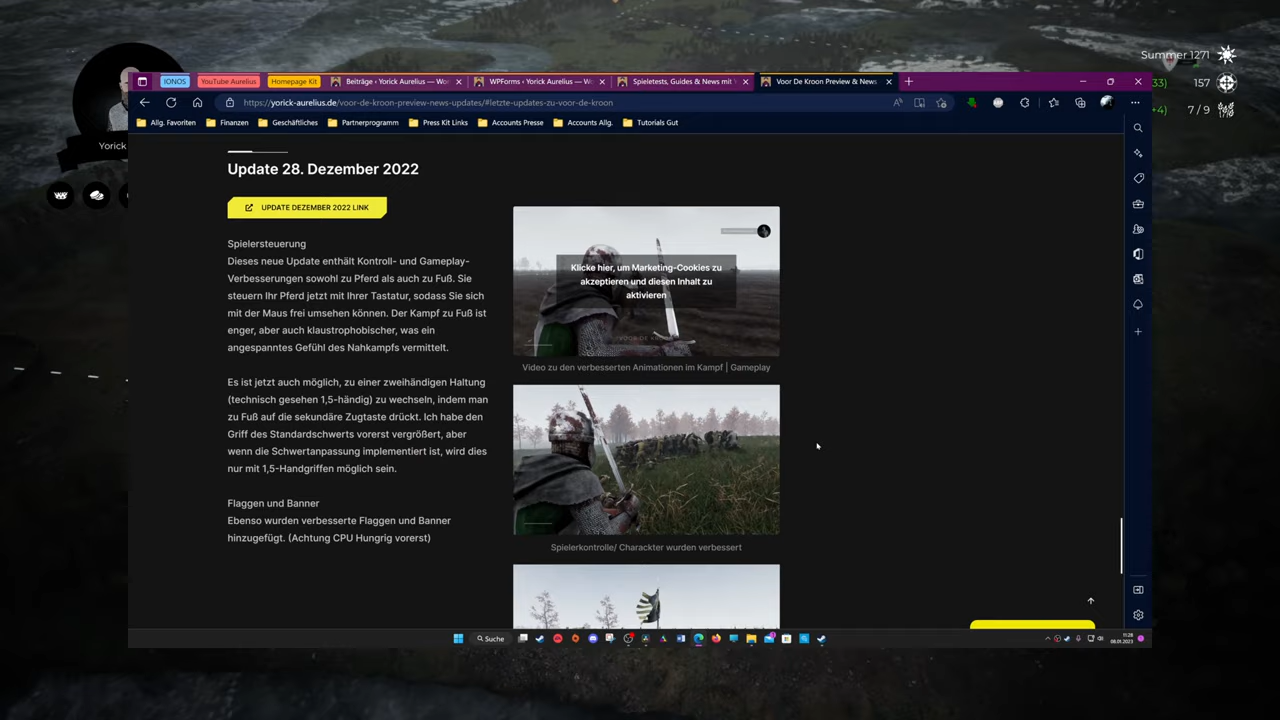 Summer 1271
33)
157
+4)
7 / 9
Yorick
IONOS
YouTube Aurelius
Homepage Kit
Beiträge ‹ Yorick Aurelius — Wor
WPForms ‹ Yorick Aurelius — W
Spieletests, Guides & News mit
Voor De Kroon Preview & News
https://yorick-aurelius.de/voor-de-kroon-preview-news-updates/#letzte-updates-zu-voor-de-kroon
Allg. Favoriten
Finanzen
Geschäftliches
Partnerprogramm
Press Kit Links
Accounts Presse
Accounts Allg.
Tutorials Gut
Update 28. Dezember 2022
UPDATE DEZEMBER 2022 LINK
Spielersteuerung
Dieses neue Update enthält Kontroll- und Gameplay-
Verbesserungen sowohl zu Pferd als auch zu Fuß. Sie
steuern Ihr Pferd jetzt mit Ihrer Tastatur, sodass Sie sich
mit der Maus frei umsehen können. Der Kampf zu Fuß ist
enger, aber auch klaustrophobischer, was ein
angespanntes Gefühl des Nahkampfs vermittelt.
Es ist jetzt auch möglich, zu einer zweihändigen Haltung
(technisch gesehen 1,5-händig) zu wechseln, indem man
zu Fuß auf die sekundäre Zugtaste drückt. Ich habe den
Griff des Standardschwerts vorerst vergrößert, aber
wenn die Schwertanpassung implementiert ist, wird dies
nur mit 1,5-Handgriffen möglich sein.
Flaggen und Banner
Ebenso wurden verbesserte Flaggen und Banner
hinzugefügt. (Achtung CPU Hungrig vorerst)
Klicke hier, um Marketing-Cookies zu
akzeptieren und diesen Inhalt zu
aktivieren
Video zu den verbesserten Animationen im Kampf | Gameplay
Spielerkontrolle/ Charackter wurden verbessert
Suche
11:28
08.01.2023